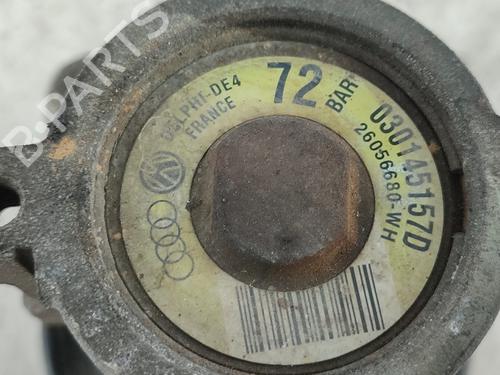 B-PARTS
DELPHI-DE4
FRANCE
72
BAR
030145157D
26056680-WH